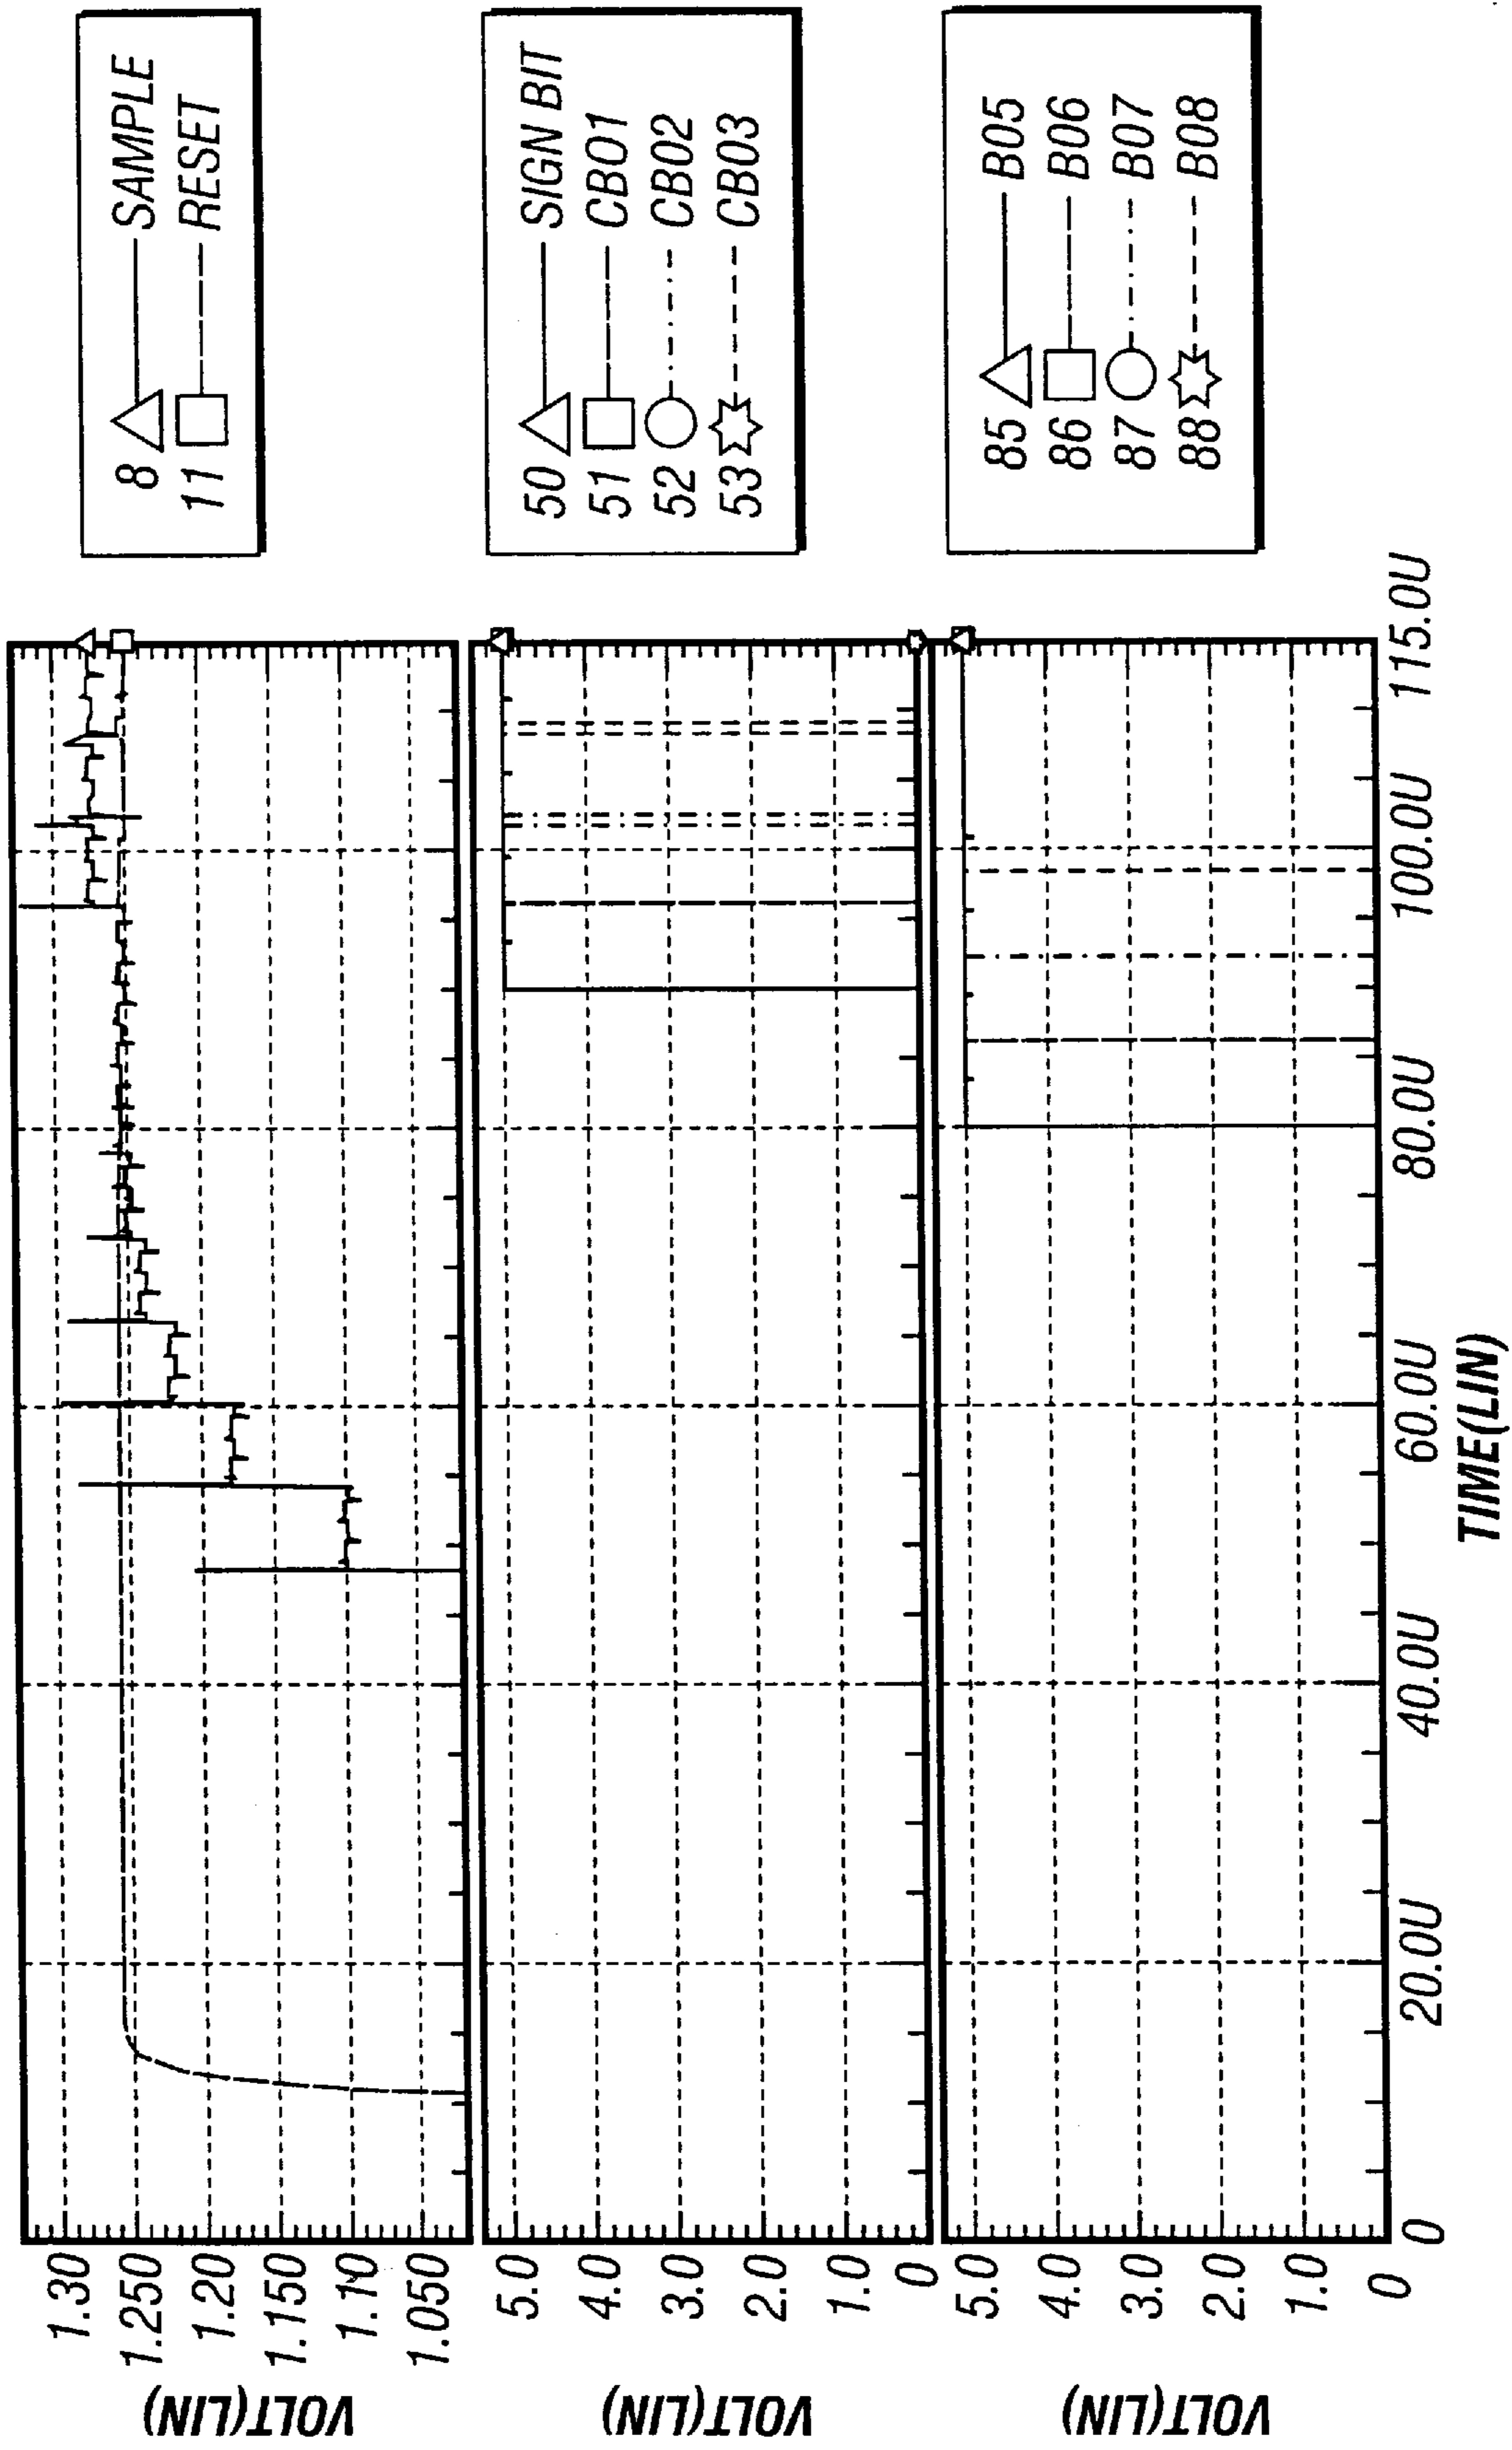 VOLT(LIN)
1.30
1.250
1.20
1.150
1.10
1.050
8 SAMPLE
11 RESET
VOLT(LIN)
5.0
4.0
3.0
2.0
1.0
0
50 SIGN BIT
51 CBO1
52 CB02
53 CB03
VOLT(LIN)
5.0
4.0
3.0
2.0
1.0
0
85 B05
86 B06
87 B07
88 B08
0 20.0U 40.0U 60.0U 80.0U 100.0U 115.0U
TIME(LIN)